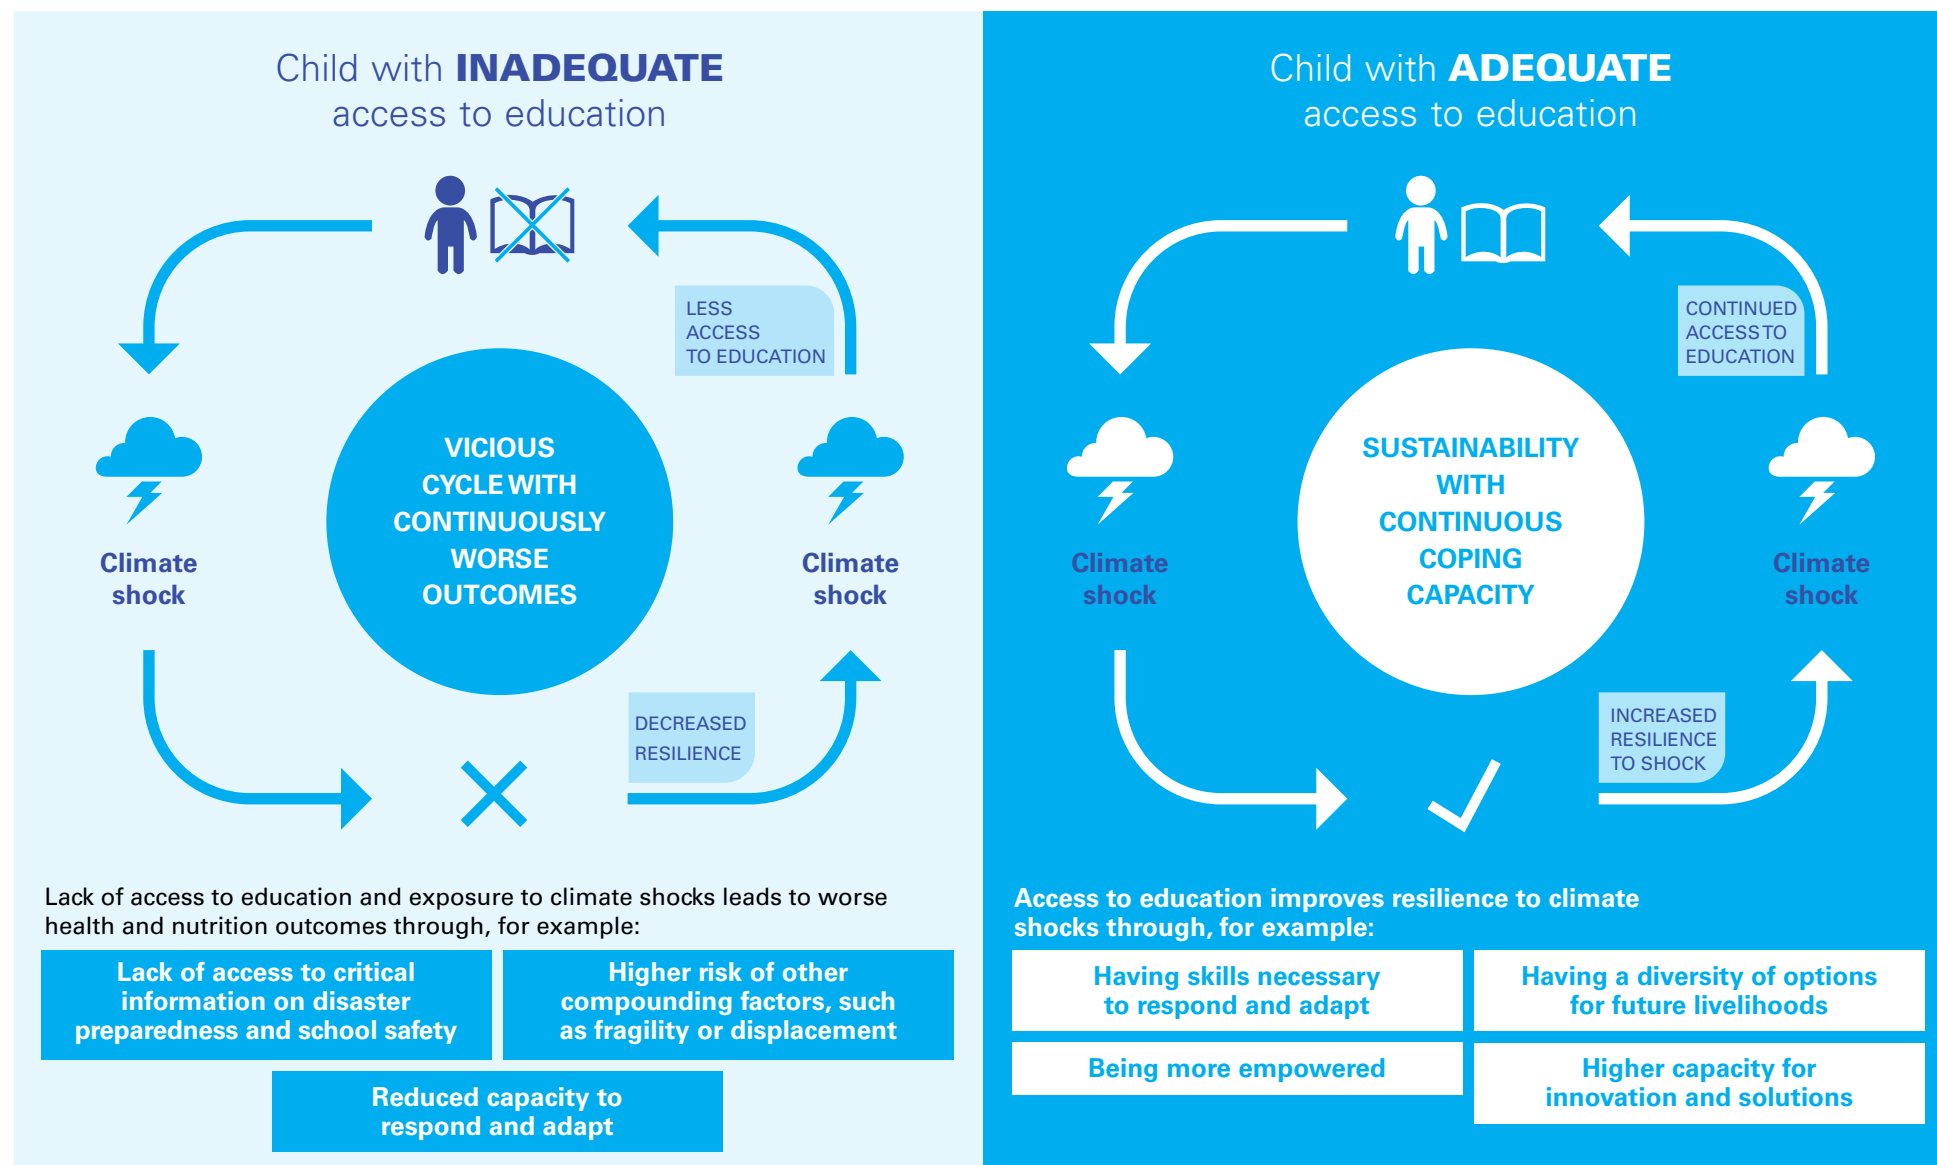 Child with INADEQUATE
access to education
LESS
ACCESS
TO EDUCATION
VICIOUS
CYCLE WITH
CONTINUOUSLY
WORSE
OUTCOMES
Climate
shock
Climate
shock
DECREASED
RESILIENCE
Lack of access to education and exposure to climate shocks leads to worse
health and nutrition outcomes through, for example:
Lack of access to critical
information on disaster
preparedness and school safety
Higher risk of other
compounding factors, such
as fragility or displacement
Reduced capacity to
respond and adapt
Child with ADEQUATE
access to education
CONTINUED
ACCESS TO
EDUCATION
SUSTAINABILITY
WITH
CONTINUOUS
COPING
CAPACITY
Climate
shock
Climate
shock
INCREASED
RESILIENCE
TO SHOCK
Access to education improves resilience to climate
shocks through, for example:
Having skills necessary
to respond and adapt
Having a diversity of options
for future livelihoods
Being more empowered
Higher capacity for
innovation and solutions